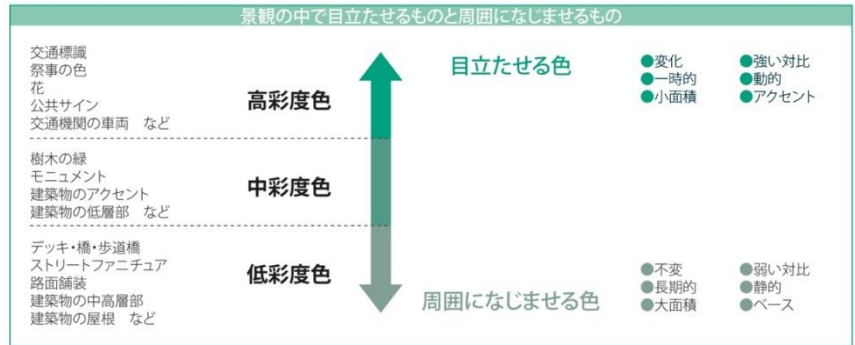 景観の中で目立たせるものと周囲になじませるもの
交通標識
祭事の色
花
公共サイン
交通機関の車両 など
高彩度色
目立たせる色
●変化
●一時的
●小面積
●強い対比
●動的
●アクセント
樹木の緑
モニュメント
建築物のアクセント
建築物の低層部 など
中彩度色
デッキ・橋・歩道橋
ストリートファニチュア
路面舗装
建築物の中高層部
建築物の屋根 など
低彩度色
周囲になじませる色
●不変
●長期的
●大面積
●弱い対比
●静的
●ベース